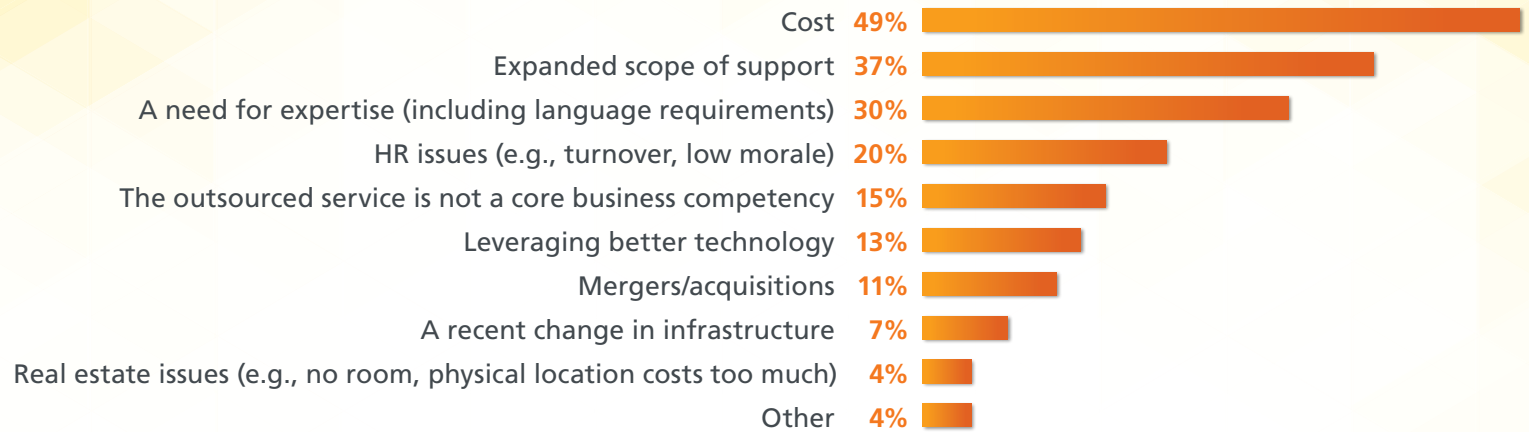 Cost 49%
Expanded scope of support 37%
A need for expertise (including language requirements) 30%
HR issues (e.g., turnover, low morale) 20%
The outsourced service is not a core business competency 15%
Leveraging better technology 13%
Mergers/acquisitions 11%
A recent change in infrastructure 7%
Real estate issues (e.g., no room, physical location costs too much) 4%
Other 4%